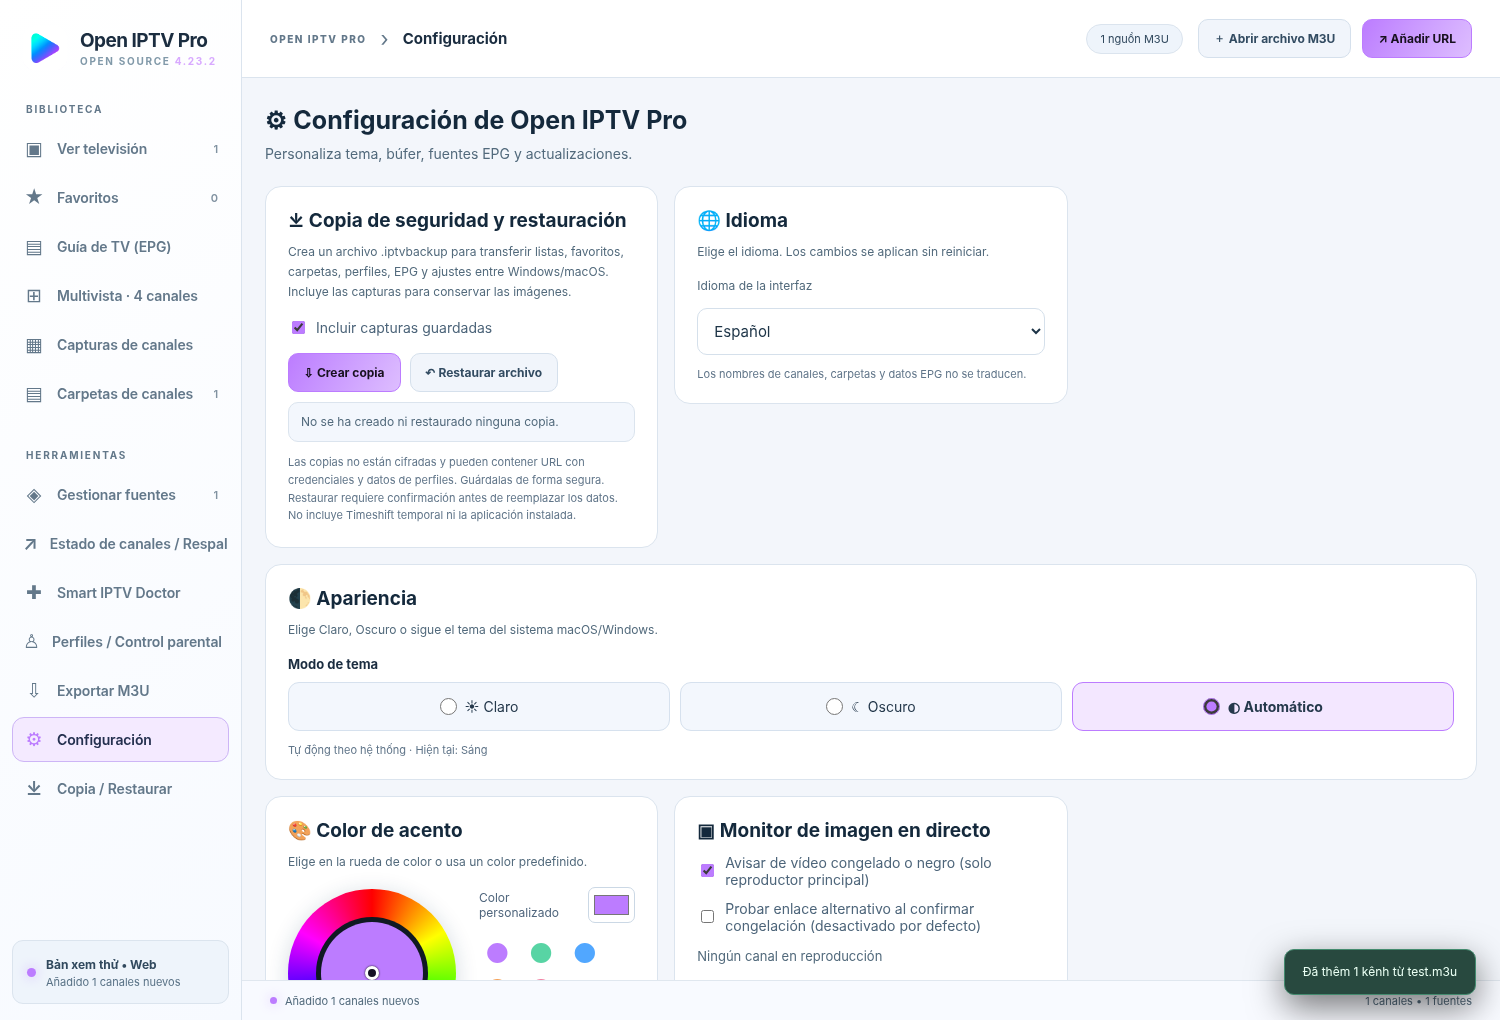 Open IPTV Pro
OPEN SOURCE 4.23.2
BIBLIOTECA
Ver televisión 1
Favoritos 0
Guía de TV (EPG)
Multivista · 4 canales
Capturas de canales
Carpetas de canales 1
HERRAMIENTAS
Gestionar fuentes 1
Estado de canales / Respal
Smart IPTV Doctor
Perfiles / Control parental
Exportar M3U
Configuración
Copia / Restaurar
Bản xem thử • Web
Añadido 1 canales nuevos
OPEN IPTV PRO › Configuración
1 nguồn M3U
+ Abrir archivo M3U
↗ Añadir URL
⚙ Configuración de Open IPTV Pro
Personaliza tema, búfer, fuentes EPG y actualizaciones.
Copia de seguridad y restauración
Crea un archivo .iptvbackup para transferir listas, favoritos,
carpetas, perfiles, EPG y ajustes entre Windows/macOS.
Incluye las capturas para conservar las imágenes.
Incluir capturas guardadas
⇩ Crear copia
↶ Restaurar archivo
No se ha creado ni restaurado ninguna copia.
Las copias no están cifradas y pueden contener URL con
credenciales y datos de perfiles. Guárdalas de forma segura.
Restaurar requiere confirmación antes de reemplazar los datos.
No incluye Timeshift temporal ni la aplicación instalada.
🌐 Idioma
Elige el idioma. Los cambios se aplican sin reiniciar.
Idioma de la interfaz
Español
Los nombres de canales, carpetas y datos EPG no se traducen.
🌗 Apariencia
Elige Claro, Oscuro o sigue el tema del sistema macOS/Windows.
Modo de tema
☀ Claro
☾ Oscuro
◐ Automático
Tự động theo hệ thống · Hiện tại: Sáng
🎨 Color de acento
Elige en la rueda de color o usa un color predefinido.
Color
personalizado
▣ Monitor de imagen en directo
Avisar de vídeo congelado o negro (solo
reproductor principal)
Probar enlace alternativo al confirmar
congelación (desactivado por defecto)
Ningún canal en reproducción
Đã thêm 1 kênh từ test.m3u
Añadido 1 canales nuevos
1 canales • 1 fuentes